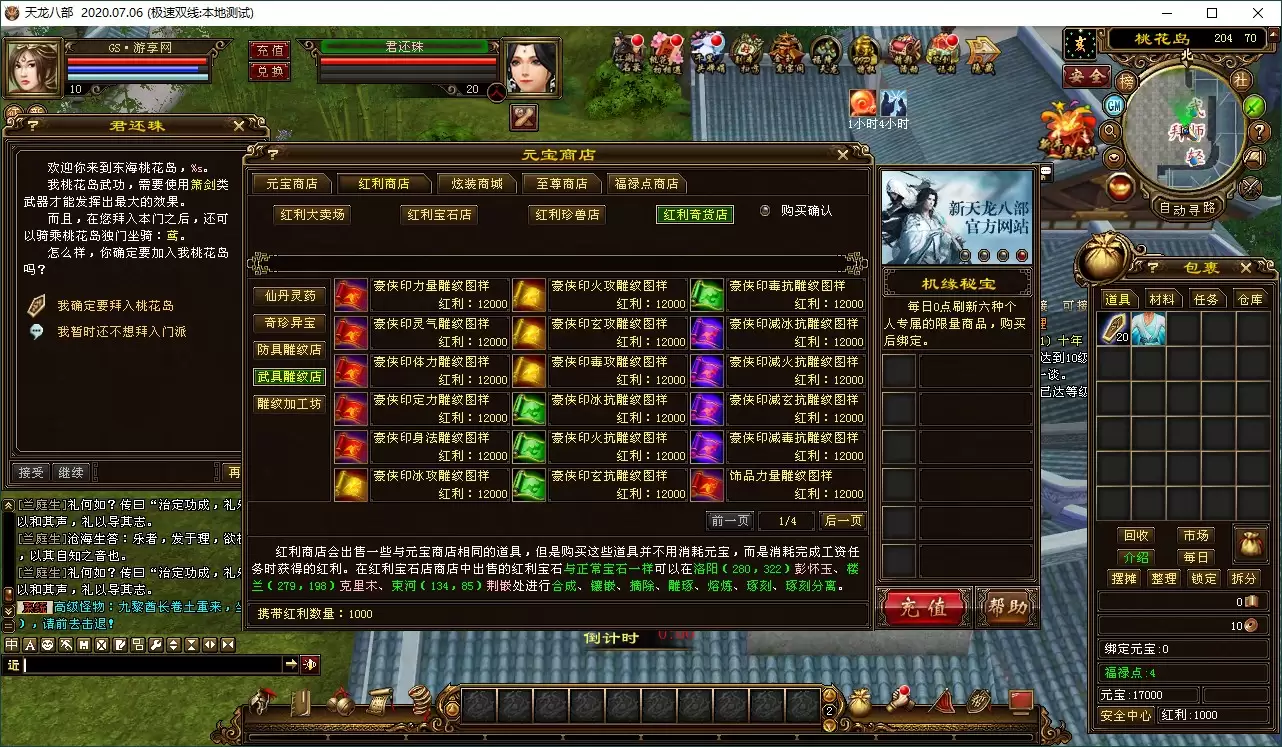 天龙八部 2020.07.06 (极速双线:本地测试)
GS·游享网
10
充值
兑换
君还珠
20
1小时
4小时
桃花岛 204 70
安全
榜
社
GM
自动寻路
君还珠
欢迎你来到东海桃花岛，%s。
我桃花岛武功，需要使用箫剑类
武器才能发挥出最大的效果。
而且，在您拜入本门之后，还可
以骑乘桃花岛独门坐骑：鸢。
怎么样，你确定要加入我桃花岛
吗？
我确定要拜入桃花岛
我暂时还不想拜入门派
接受
继续
再
元宝商店
元宝商店
红利商店
炫装商城
至尊商店
福禄点商店
红利大卖场
红利宝石店
红利珍兽店
红利奇货店
购买确认
仙丹灵药
奇珍异宝
防具雕纹店
武具雕纹店
雕纹加工坊
豪侠印力量雕纹图样
红利：12000
豪侠印火攻雕纹图样
红利：12000
豪侠印毒抗雕纹图样
红利：12000
豪侠印灵气雕纹图样
红利：12000
豪侠印玄攻雕纹图样
红利：12000
豪侠印减冰抗雕纹图样
红利：12000
豪侠印体力雕纹图样
红利：12000
豪侠印毒攻雕纹图样
红利：12000
豪侠印减火抗雕纹图样
红利：12000
豪侠印定力雕纹图样
红利：12000
豪侠印冰抗雕纹图样
红利：12000
豪侠印减玄抗雕纹图样
红利：12000
豪侠印身法雕纹图样
红利：12000
豪侠印火抗雕纹图样
红利：12000
豪侠印减毒抗雕纹图样
红利：12000
豪侠印冰攻雕纹图样
红利：12000
豪侠印玄抗雕纹图样
红利：12000
饰品力量雕纹图样
红利：12000
前一页
1/4
后一页
红利商店会出售一些与元宝商店相同的道具，但是购买这些道具并不用消耗元宝，而是消耗完成工资任
务时获得的红利。在红利宝石店商店中出售的红利宝石与正常宝石一样可以在洛阳（280，322）彭怀玉、楼
兰（279，198）克里木、束河（134，85）荆嵌处进行合成、镶嵌、摘除、雕琢、熔炼、琢刻、琢刻分离。
携带红利数量：1000
新天龙八部
官方网站
机缘秘宝
每日0点刷新六种个
人专属的限量商品，购买
后绑定。
充值
帮助
包裹
道具
材料
任务
仓库
20
回收
市场
介绍
每日
摆摊
整理
锁定
拆分
0
10
绑定元宝:0
福禄点:4
元宝:17000
安全中心
红利:1000
[兰庭生]礼何如？传曰“治定功成，礼
以和其声，礼以导其志。
[兰庭生]沧海生答：乐者，发于理，欲
，以其自知之音也。
[兰庭生]礼何如？传曰“治定功成，礼
以和其声，礼以导其志。
系统 高级怪物：九黎酋长卷土重来，
），请前去击退！
近
倒计时
2